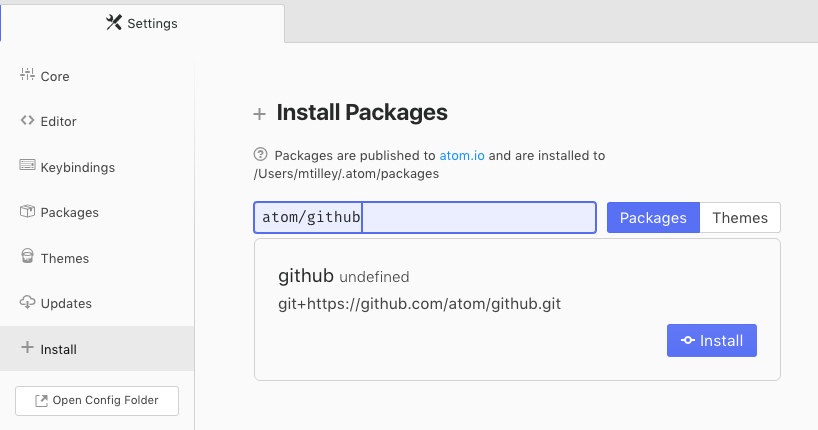 Settings
Core
Editor
Keybindings
Packages
Themes
Updates
Install
Open Config Folder
Install Packages
Packages are published to atom.io and are installed to
/Users/mtilley/.atom/packages
atom/github
Packages Themes
github undefined
git+https://github.com/atom/github.git
Install